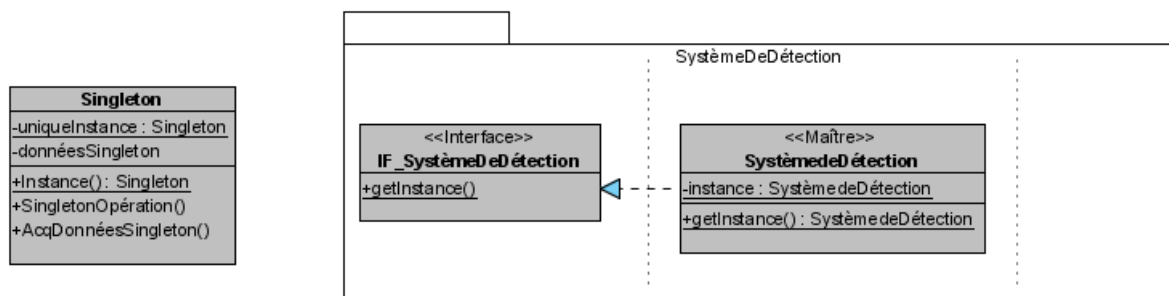 Singleton
-uniqueInstance : Singleton
-donnéesSingleton
+Instance() : Singleton
+SingletonOpération()
+AcqDonnéesSingleton()
SystèmeDeDétection
<<Interface>>
IF_SystèmeDeDétection
+getInstance()
<<Maître>>
SystèmedeDétection
-instance : SystèmedeDétection
+getInstance() : SystèmedeDétection